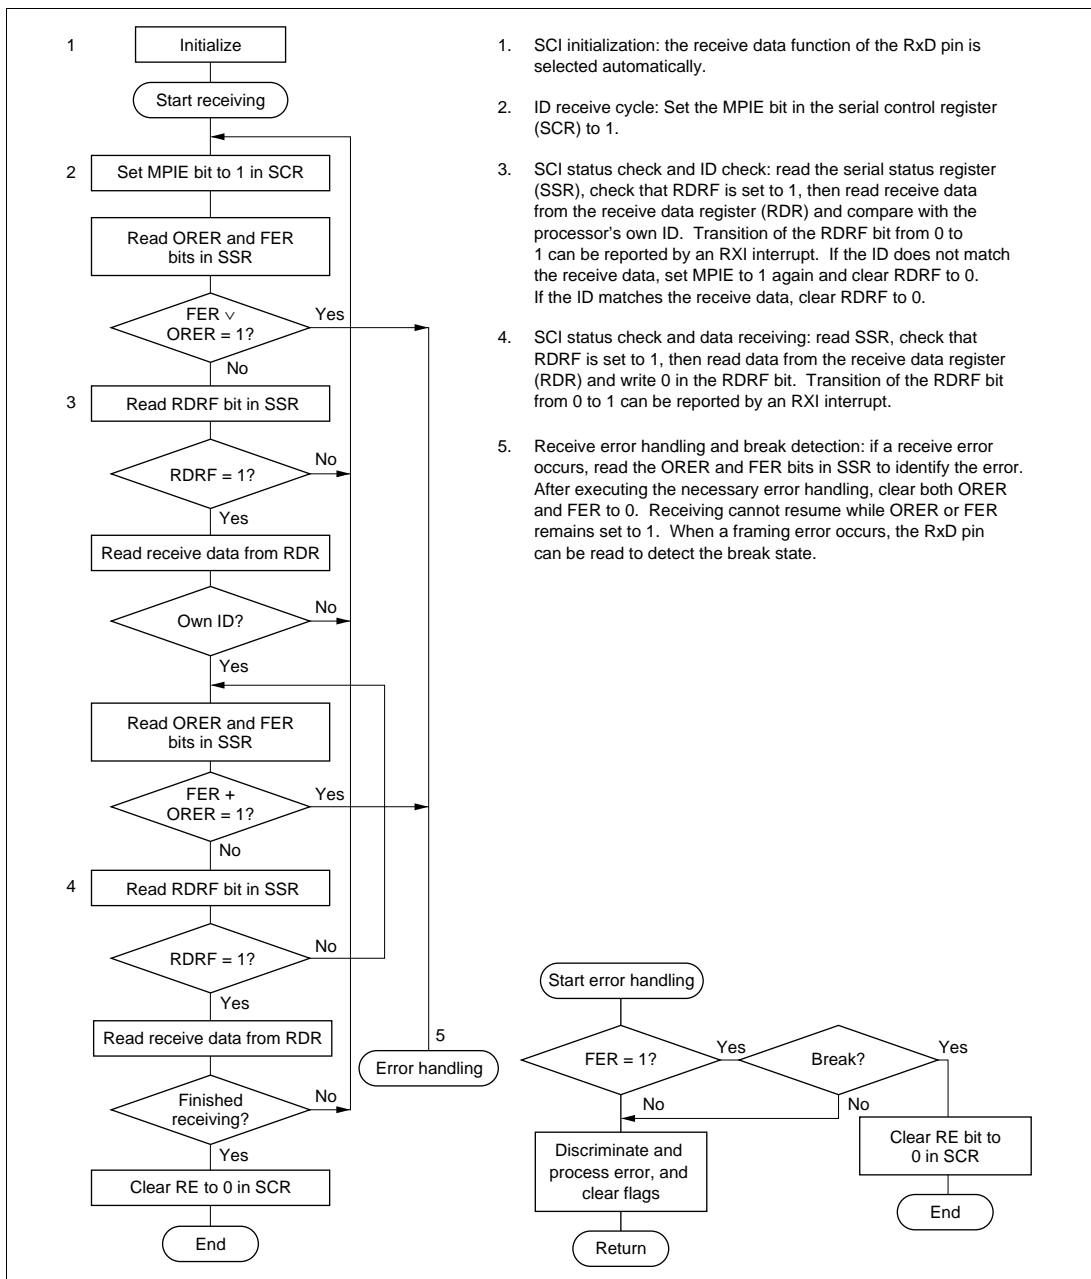 1
Initialize
Start receiving
2
Set MPIE bit to 1 in SCR
Read ORER and FER
bits in SSR
FER ∨
ORER = 1?
Yes
No
3
Read RDRF bit in SSR
RDRF = 1?
No
Yes
Read receive data from RDR
Own ID?
No
Yes
Read ORER and FER
bits in SSR
FER +
ORER = 1?
Yes
No
4
Read RDRF bit in SSR
RDRF = 1?
No
Yes
Read receive data from RDR
Finished
receiving?
No
Yes
Clear RE to 0 in SCR
End
5
Error handling
1. SCI initialization: the receive data function of the RxD pin is
selected automatically.
2. ID receive cycle: Set the MPIE bit in the serial control register
(SCR) to 1.
3. SCI status check and ID check: read the serial status register
(SSR), check that RDRF is set to 1, then read receive data
from the receive data register (RDR) and compare with the
processor's own ID. Transition of the RDRF bit from 0 to
1 can be reported by an RXI interrupt. If the ID does not match
the receive data, set MPIE to 1 again and clear RDRF to 0.
If the ID matches the receive data, clear RDRF to 0.
4. SCI status check and data receiving: read SSR, check that
RDRF is set to 1, then read data from the receive data register
(RDR) and write 0 in the RDRF bit. Transition of the RDRF bit
from 0 to 1 can be reported by an RXI interrupt.
5. Receive error handling and break detection: if a receive error
occurs, read the ORER and FER bits in SSR to identify the error.
After executing the necessary error handling, clear both ORER
and FER to 0. Receiving cannot resume while ORER or FER
remains set to 1. When a framing error occurs, the RxD pin
can be read to detect the break state.
Start error handling
FER = 1?
Yes
Break?
Yes
No
No
Discriminate and
process error, and
clear flags
Clear RE bit to
0 in SCR
Return
End